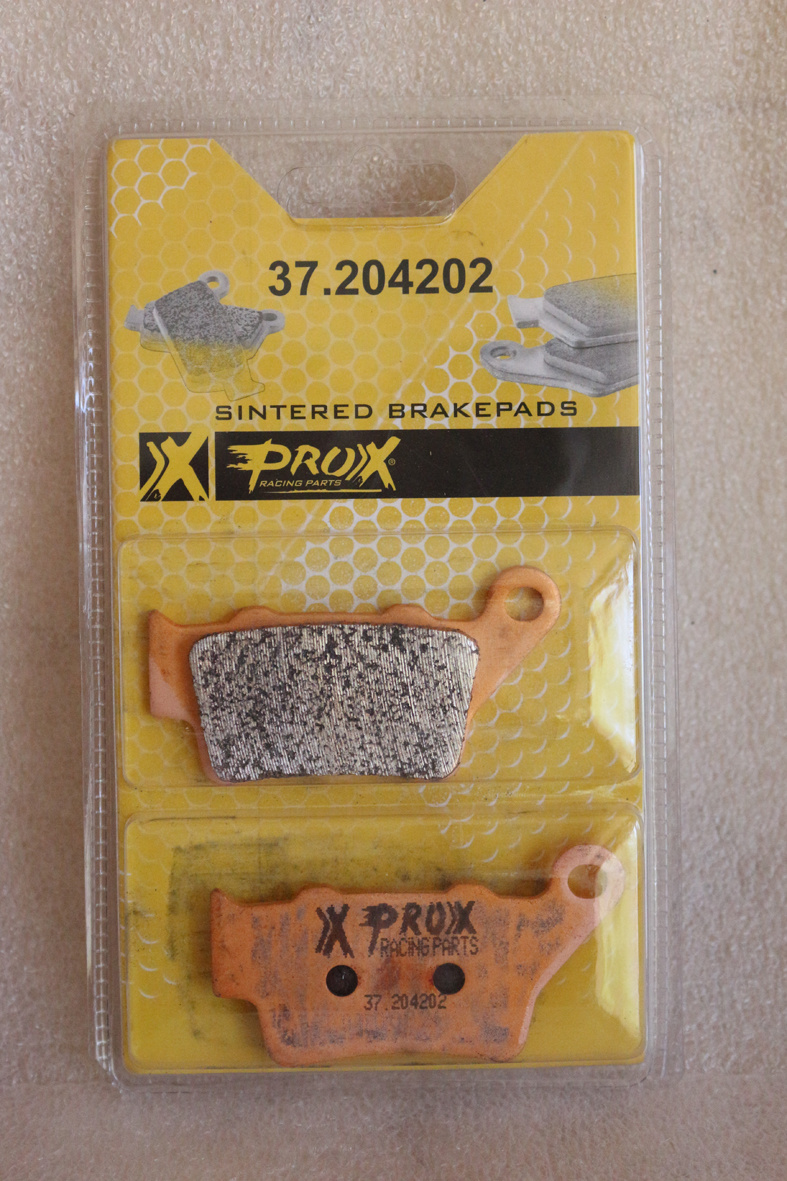 37.204202
SINTERED BRAKEPADS
X PROX®
RACING PARTS
X PROX
RACING PARTS
37.204202